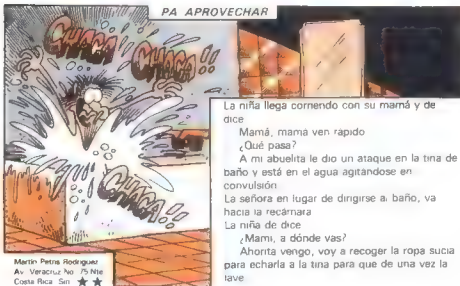 PA APROVECHAR
CHACA
CHACA!!
CHACA!!
La niña llega corriendo con su mamá y de
dice
Mamá, mamá ven rápido
¿Qué pasa?
A mi abuelita le dio un ataque en la tina de
baño y está en el agua agitándose en
convulsión
La señora en lugar de dirigirse al baño, va
hacia la recámara
La niña de dice
¿Mami, a dónde vas?
Ahorita vengo, voy a recoger la ropa sucia
para echarla a la tina para que de una vez la
lave
Martín Petris Rodríguez
Av. Veracruz No. 75 Nte
Costa Rica Sin ★★